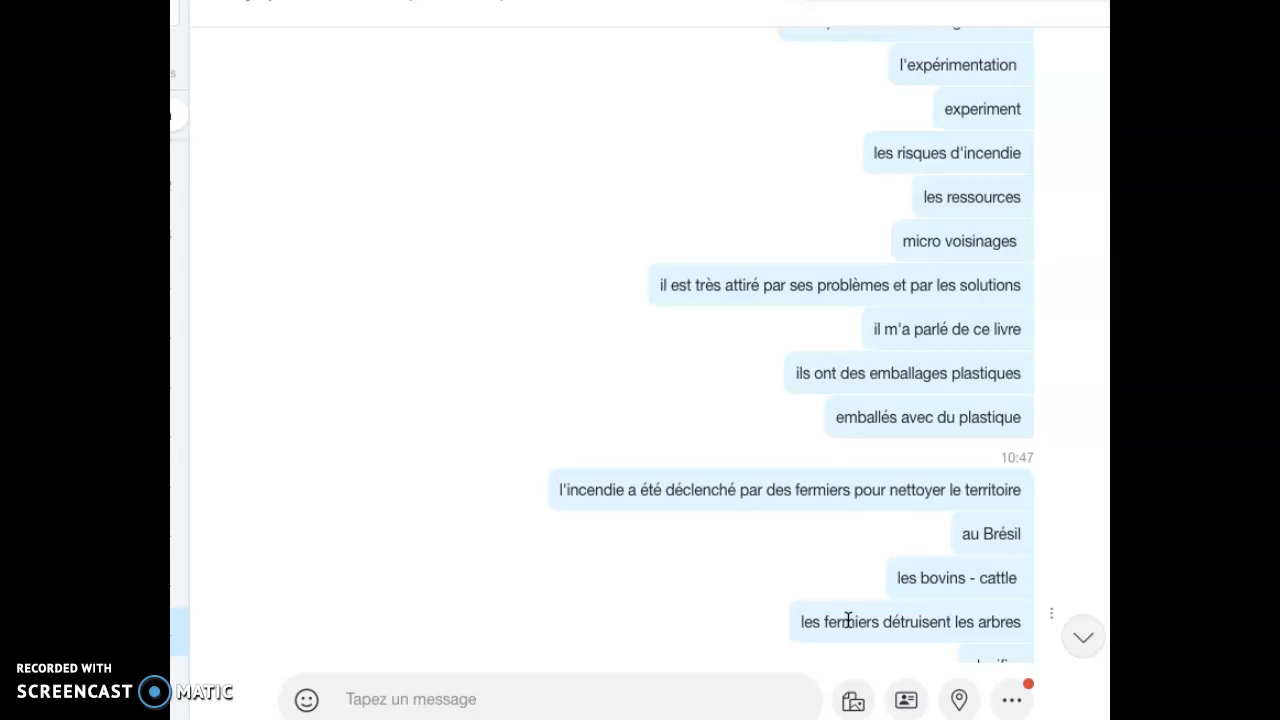 l'expérimentation
experiment
les risques d'incendie
les ressources
micro voisinages
il est très attiré par ses problèmes et par les solutions
il m'a parlé de ce livre
ils ont des emballages plastiques
emballés avec du plastique
10:47
l'incendie a été déclenché par des fermiers pour nettoyer le territoire
au Brésil
les bovins - cattle
les fermiers détruisent les arbres
Tapez un message
RECORDED WITH
SCREENCAST MATIC